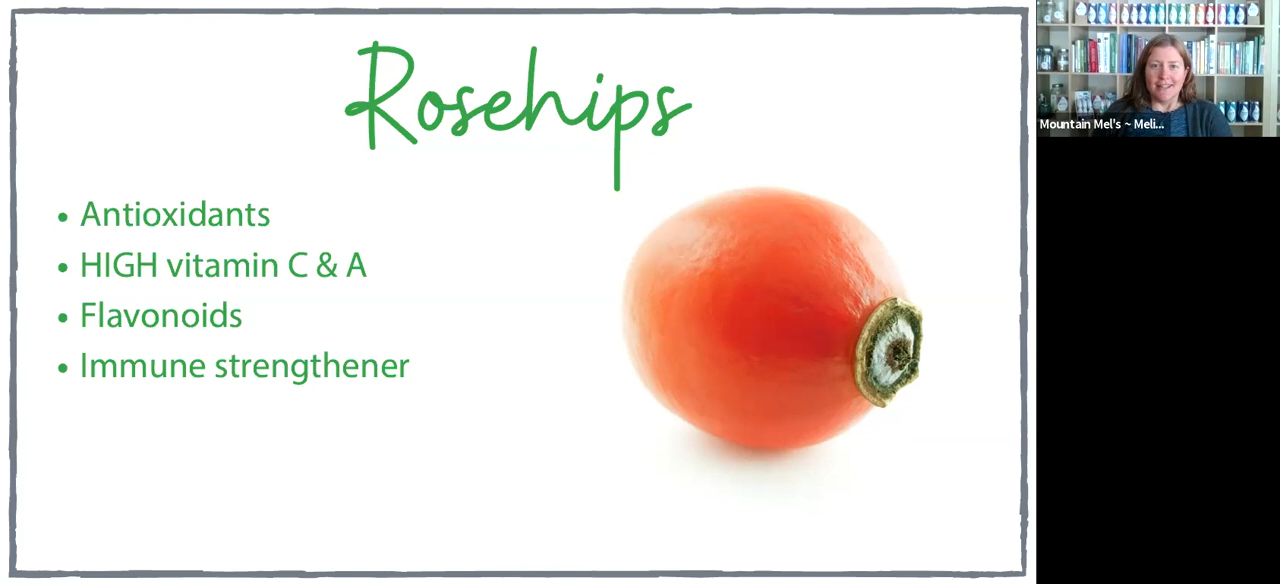 Rosehips
• Antioxidants
• HIGH vitamin C & A
• Flavonoids
• Immune strengthener
Mountain Mel's ~ Meli...